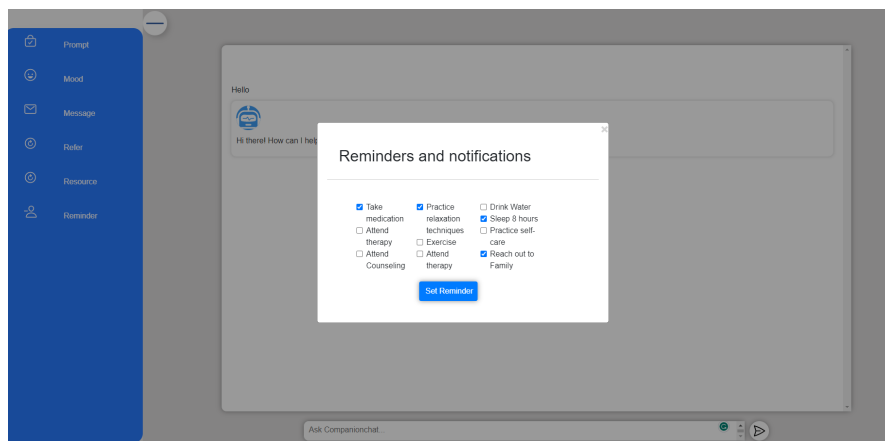 Prompt
Mood
Message
Refer
Resource
Reminder
Hello
Hi there! How can I help
×
Reminders and notifications
Take
medication
Attend
therapy
Attend
Counseling
Practice
relaxation
techniques
Exercise
Attend
therapy
Drink Water
Sleep 8 hours
Practice self-
care
Reach out to
Family
Set Reminder
Ask Companionchat...